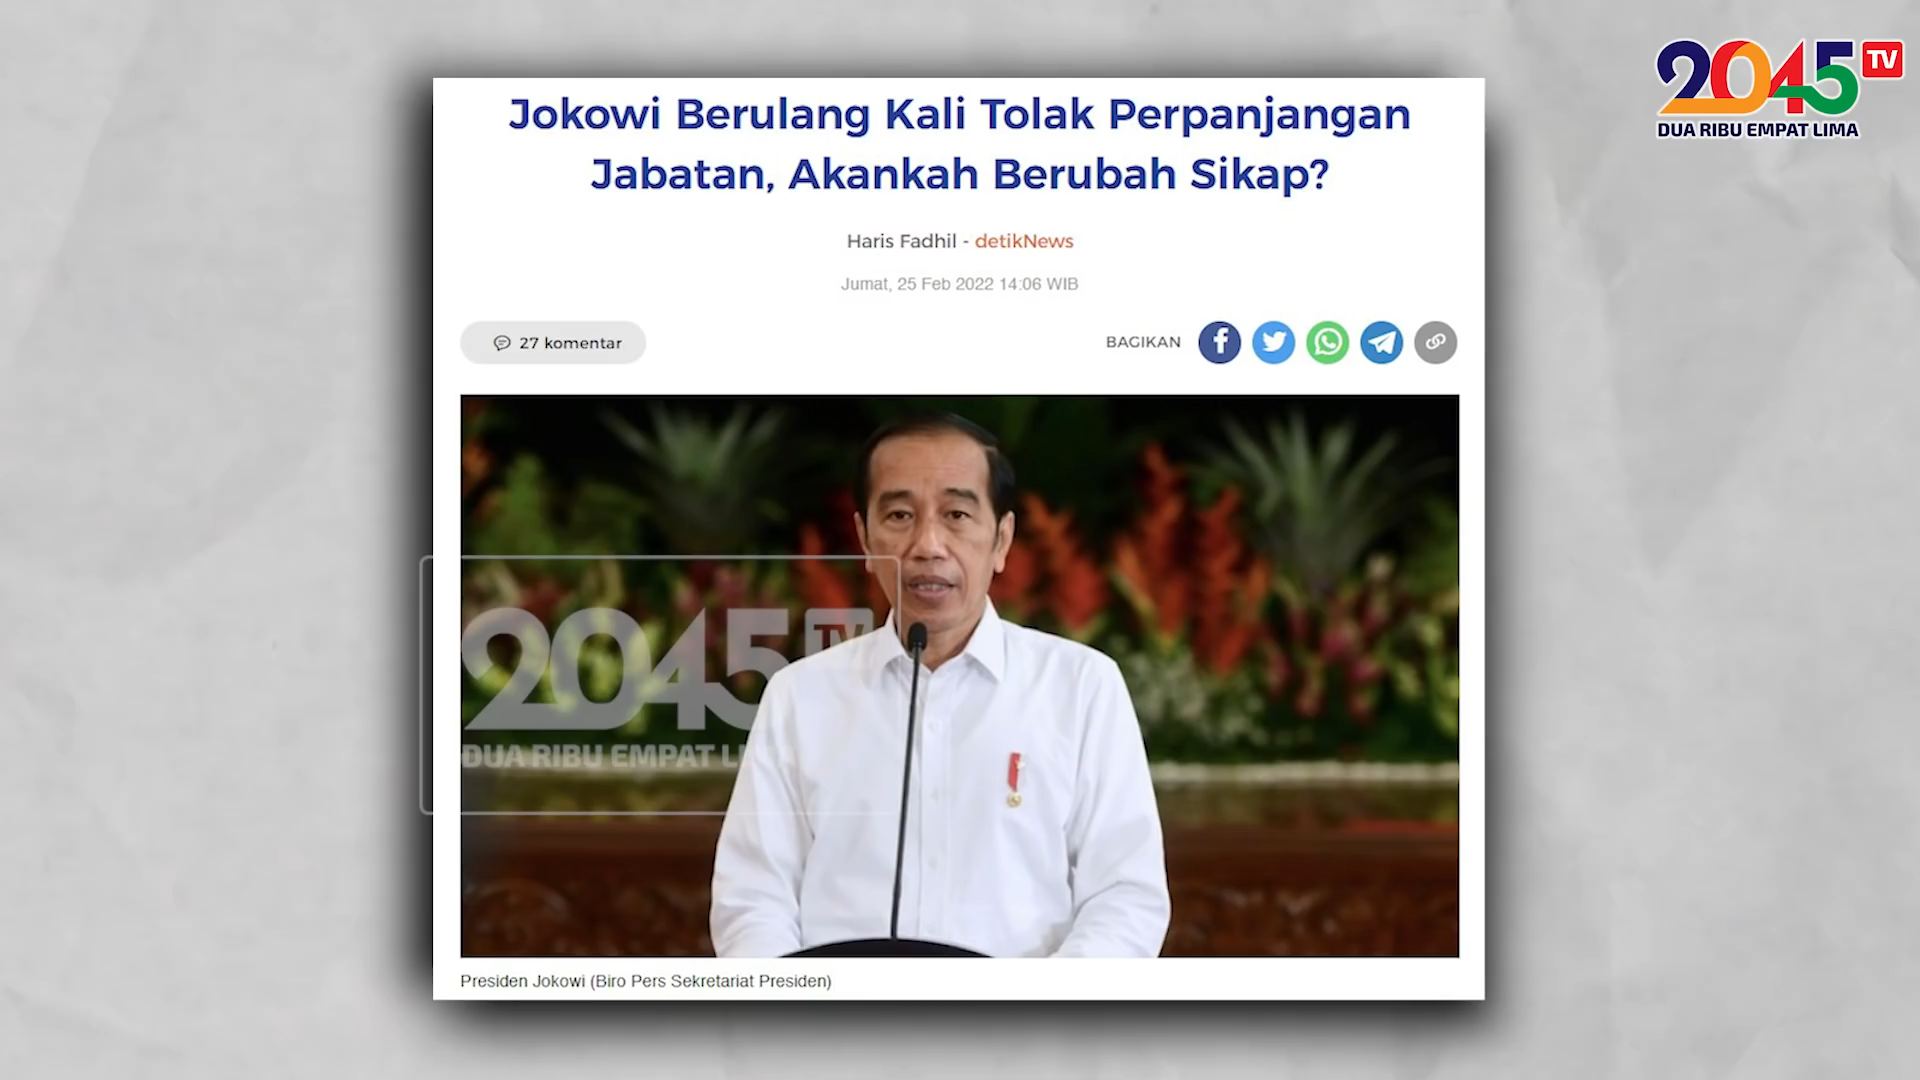 2045 TV
DUA RIBU EMPAT LIMA
Jokowi Berulang Kali Tolak Perpanjangan
Jabatan, Akankah Berubah Sikap?
Haris Fadhil - detikNews
Jumat, 25 Feb 2022 14:06 WIB
27 komentar
BAGIKAN
2045 TV
DUA RIBU EMPAT LIMA
Presiden Jokowi (Biro Pers Sekretariat Presiden)